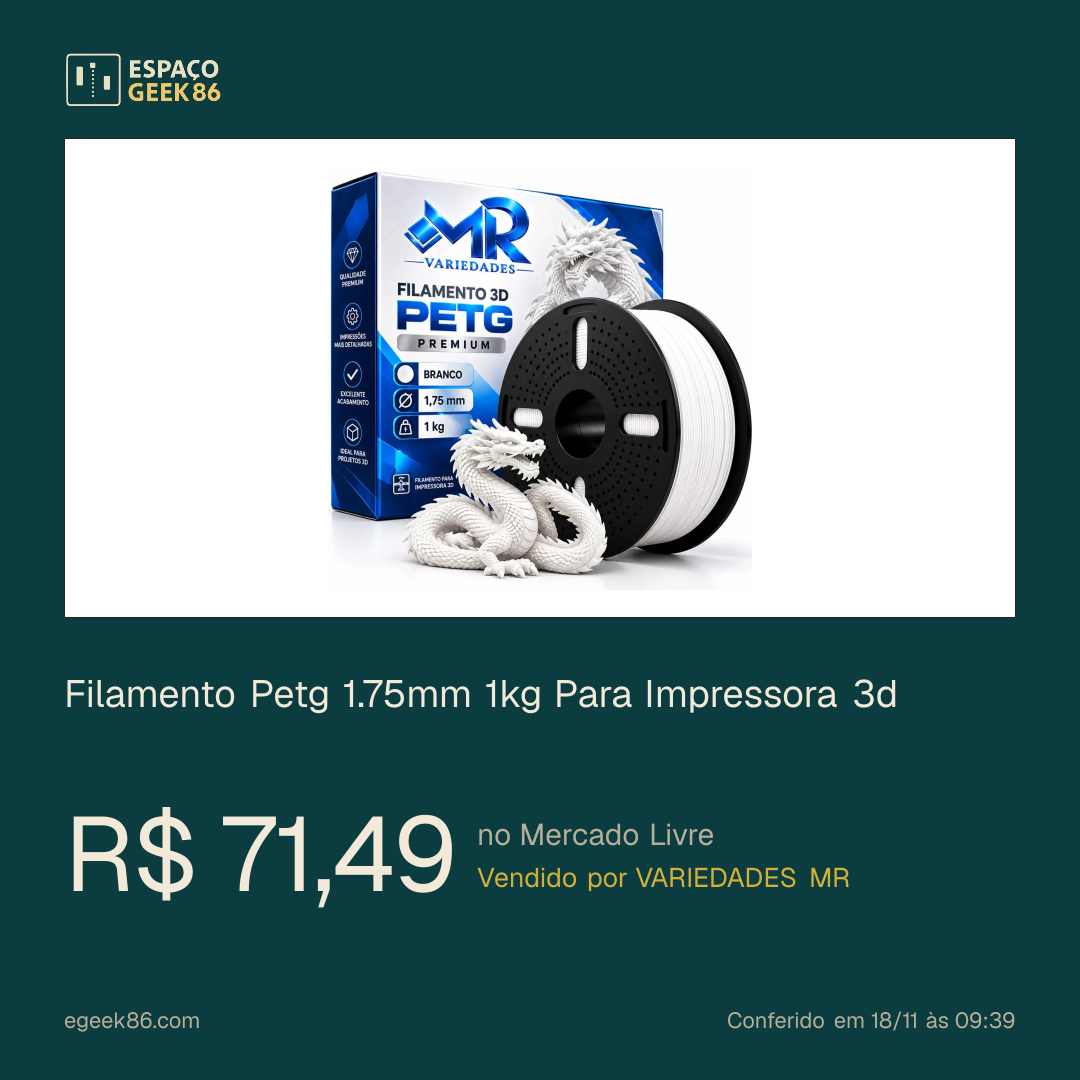 ESPAÇO
GEEK86
MR
VARIEDADES
FILAMENTO 3D
PETG
PREMIUM
BRANCO
1,75 mm
1 kg
FILAMENTO PARA
IMPRESSORA 3D
QUALIDADE
PREMIUM
IMPRESSÕES
MAIS DETALHADAS
EXCELENTE
ACABAMENTO
IDEAL PARA
PROJETOS 3D
Filamento Petg 1.75mm 1kg Para Impressora 3d
R$ 71,49
no Mercado Livre
Vendido por VARIEDADES MR
egeek86.com
Conferido em 18/11 às 09:39